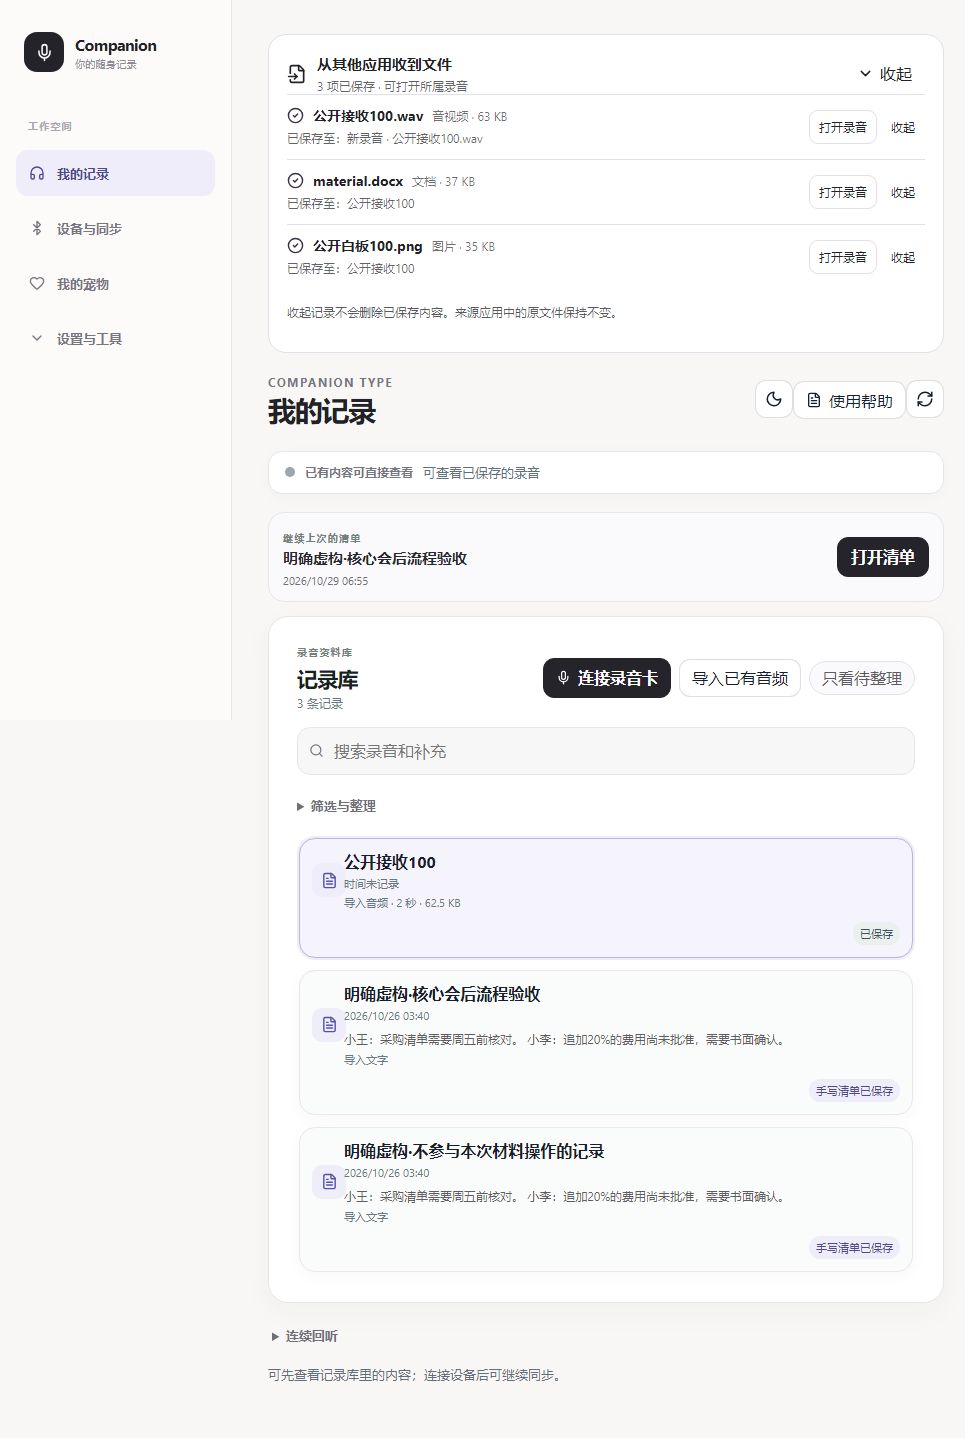 Companion
你的随身记录
工作空间
我的记录
设备与同步
我的宠物
设置与工具
从其他应用收到文件
3 项已保存 · 可打开所属录音
收起
公开接收100.wav 音视频 · 63 KB
已保存至：新录音 · 公开接收100.wav
打开录音 收起
material.docx 文档 · 37 KB
已保存至：公开接收100
打开录音 收起
公开白板100.png 图片 · 35 KB
已保存至：公开接收100
打开录音 收起
收起记录不会删除已保存内容。来源应用中的原文件保持不变。
COMPANION TYPE
我的记录
使用帮助
已有内容可直接查看 可查看已保存的录音
继续上次的清单
明确虚构·核心会后流程验收
2026/10/29 06:55
打开清单
录音资料库
记录库
3 条记录
连接录音卡 导入已有音频 只看待整理
搜索录音和补充
筛选与整理
公开接收100
时间未记录
导入音频 · 2 秒 · 62.5 KB
已保存
明确虚构·核心会后流程验收
2026/10/26 03:40
小王：采购清单需要周五前核对。 小李：追加20%的费用尚未批准，需要书面确认。
导入文字
手写清单已保存
明确虚构·不参与本次材料操作的记录
2026/10/26 03:40
小王：采购清单需要周五前核对。 小李：追加20%的费用尚未批准，需要书面确认。
导入文字
手写清单已保存
连续回听
可先查看记录库里的内容；连接设备后可继续同步。